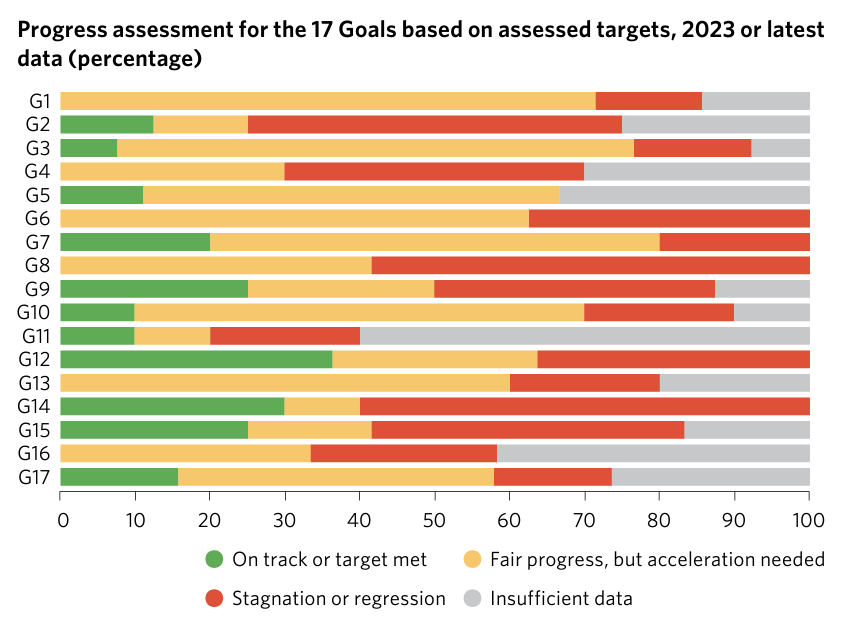 Progress assessment for the 17 Goals based on assessed targets, 2023 or latest
data (percentage)
G1
G2
G3
G4
G5
G6
G7
G8
G9
G10
G11
G12
G13
G14
G15
G16
G17
0 10 20 30 40 50 60 70 80 90 100
On track or target met Fair progress, but acceleration needed
Stagnation or regression Insufficient data